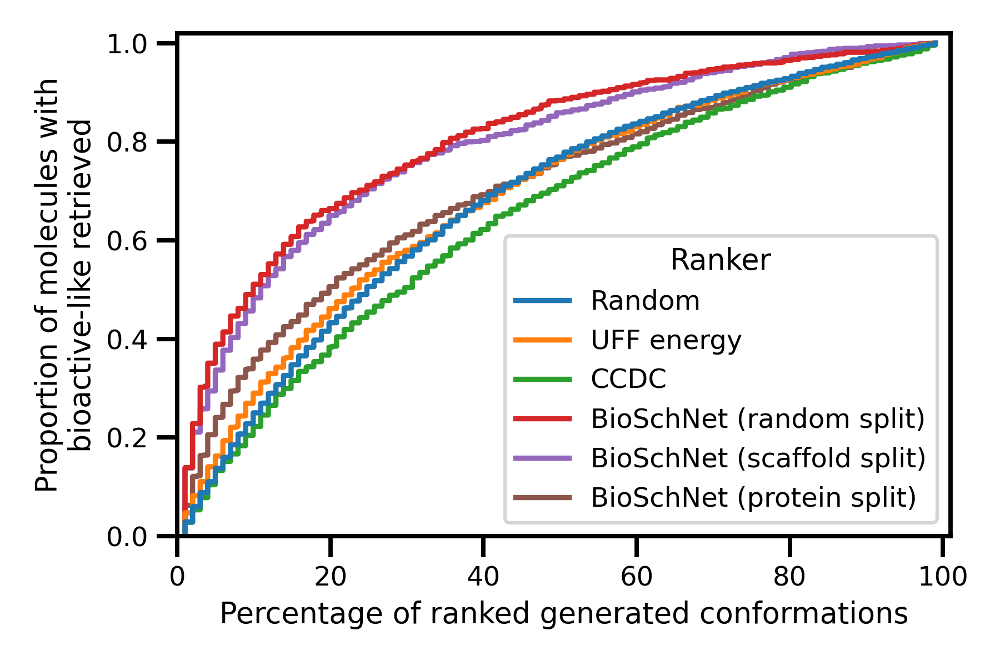 Proportion of molecules with
bioactive-like retrieved
1.0
0.8
0.6
0.4
0.2
0.0
0 20 40 60 80 100
Percentage of ranked generated conformations
Ranker
Random
UFF energy
CCDC
BioSchNet (random split)
BioSchNet (scaffold split)
BioSchNet (protein split)